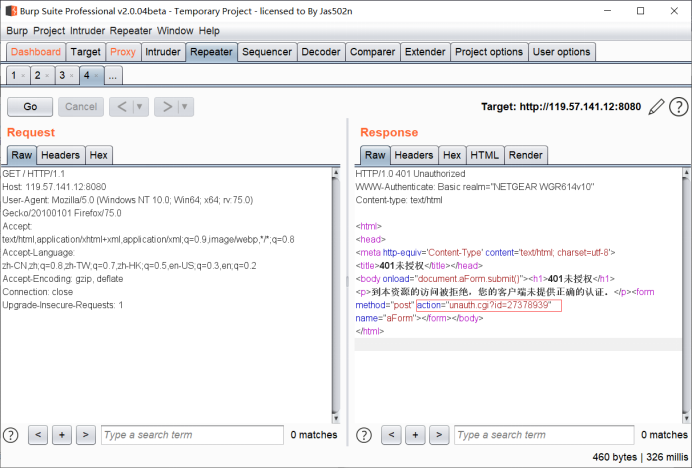 Burp Suite Professional v2.0.04beta - Temporary Project - licensed to By Jas502n
Burp Project Intruder Repeater Window Help
Dashboard Target Proxy Intruder Repeater Sequencer Decoder Comparer Extender Project options User options
1 × 2 × 3 × 4 × ...
Go Cancel < ▼ > ▼ Target: http://119.57.141.12:8080 ?
Request
Raw Headers Hex
GET / HTTP/1.1
Host: 119.57.141.12:8080
User-Agent: Mozilla/5.0 (Windows NT 10.0; Win64; x64; rv:75.0)
Gecko/20100101 Firefox/75.0
Accept:
text/html,application/xhtml+xml,application/xml;q=0.9,image/webp,*/*;q=0.8
Accept-Language:
zh-CN,zh;q=0.8,zh-TW;q=0.7,zh-HK;q=0.5,en-US;q=0.3,en;q=0.2
Accept-Encoding: gzip, deflate
Connection: close
Upgrade-Insecure-Requests: 1
? < + > Type a search term 0 matches
Response
Raw Headers Hex HTML Render
HTTP/1.0 401 Unauthorized
WWW-Authenticate: Basic realm="NETGEAR WGR614v10"
Content-type: text/html
<html>
<head>
<meta http-equiv='Content-Type' content='text/html; charset=utf-8'>
<title>401未授权</title></head>
<body onload="document.aForm.submit()"><h1>401未授权</h1>
<p>到本资源的访问被拒绝，您的客户端未提供正确的认证。</p><form
method="post" action="unauth.cgi?id=27378939"
name="aForm"></form></body>
</html>
? < + > Type a search term 0 matches
460 bytes | 326 millis